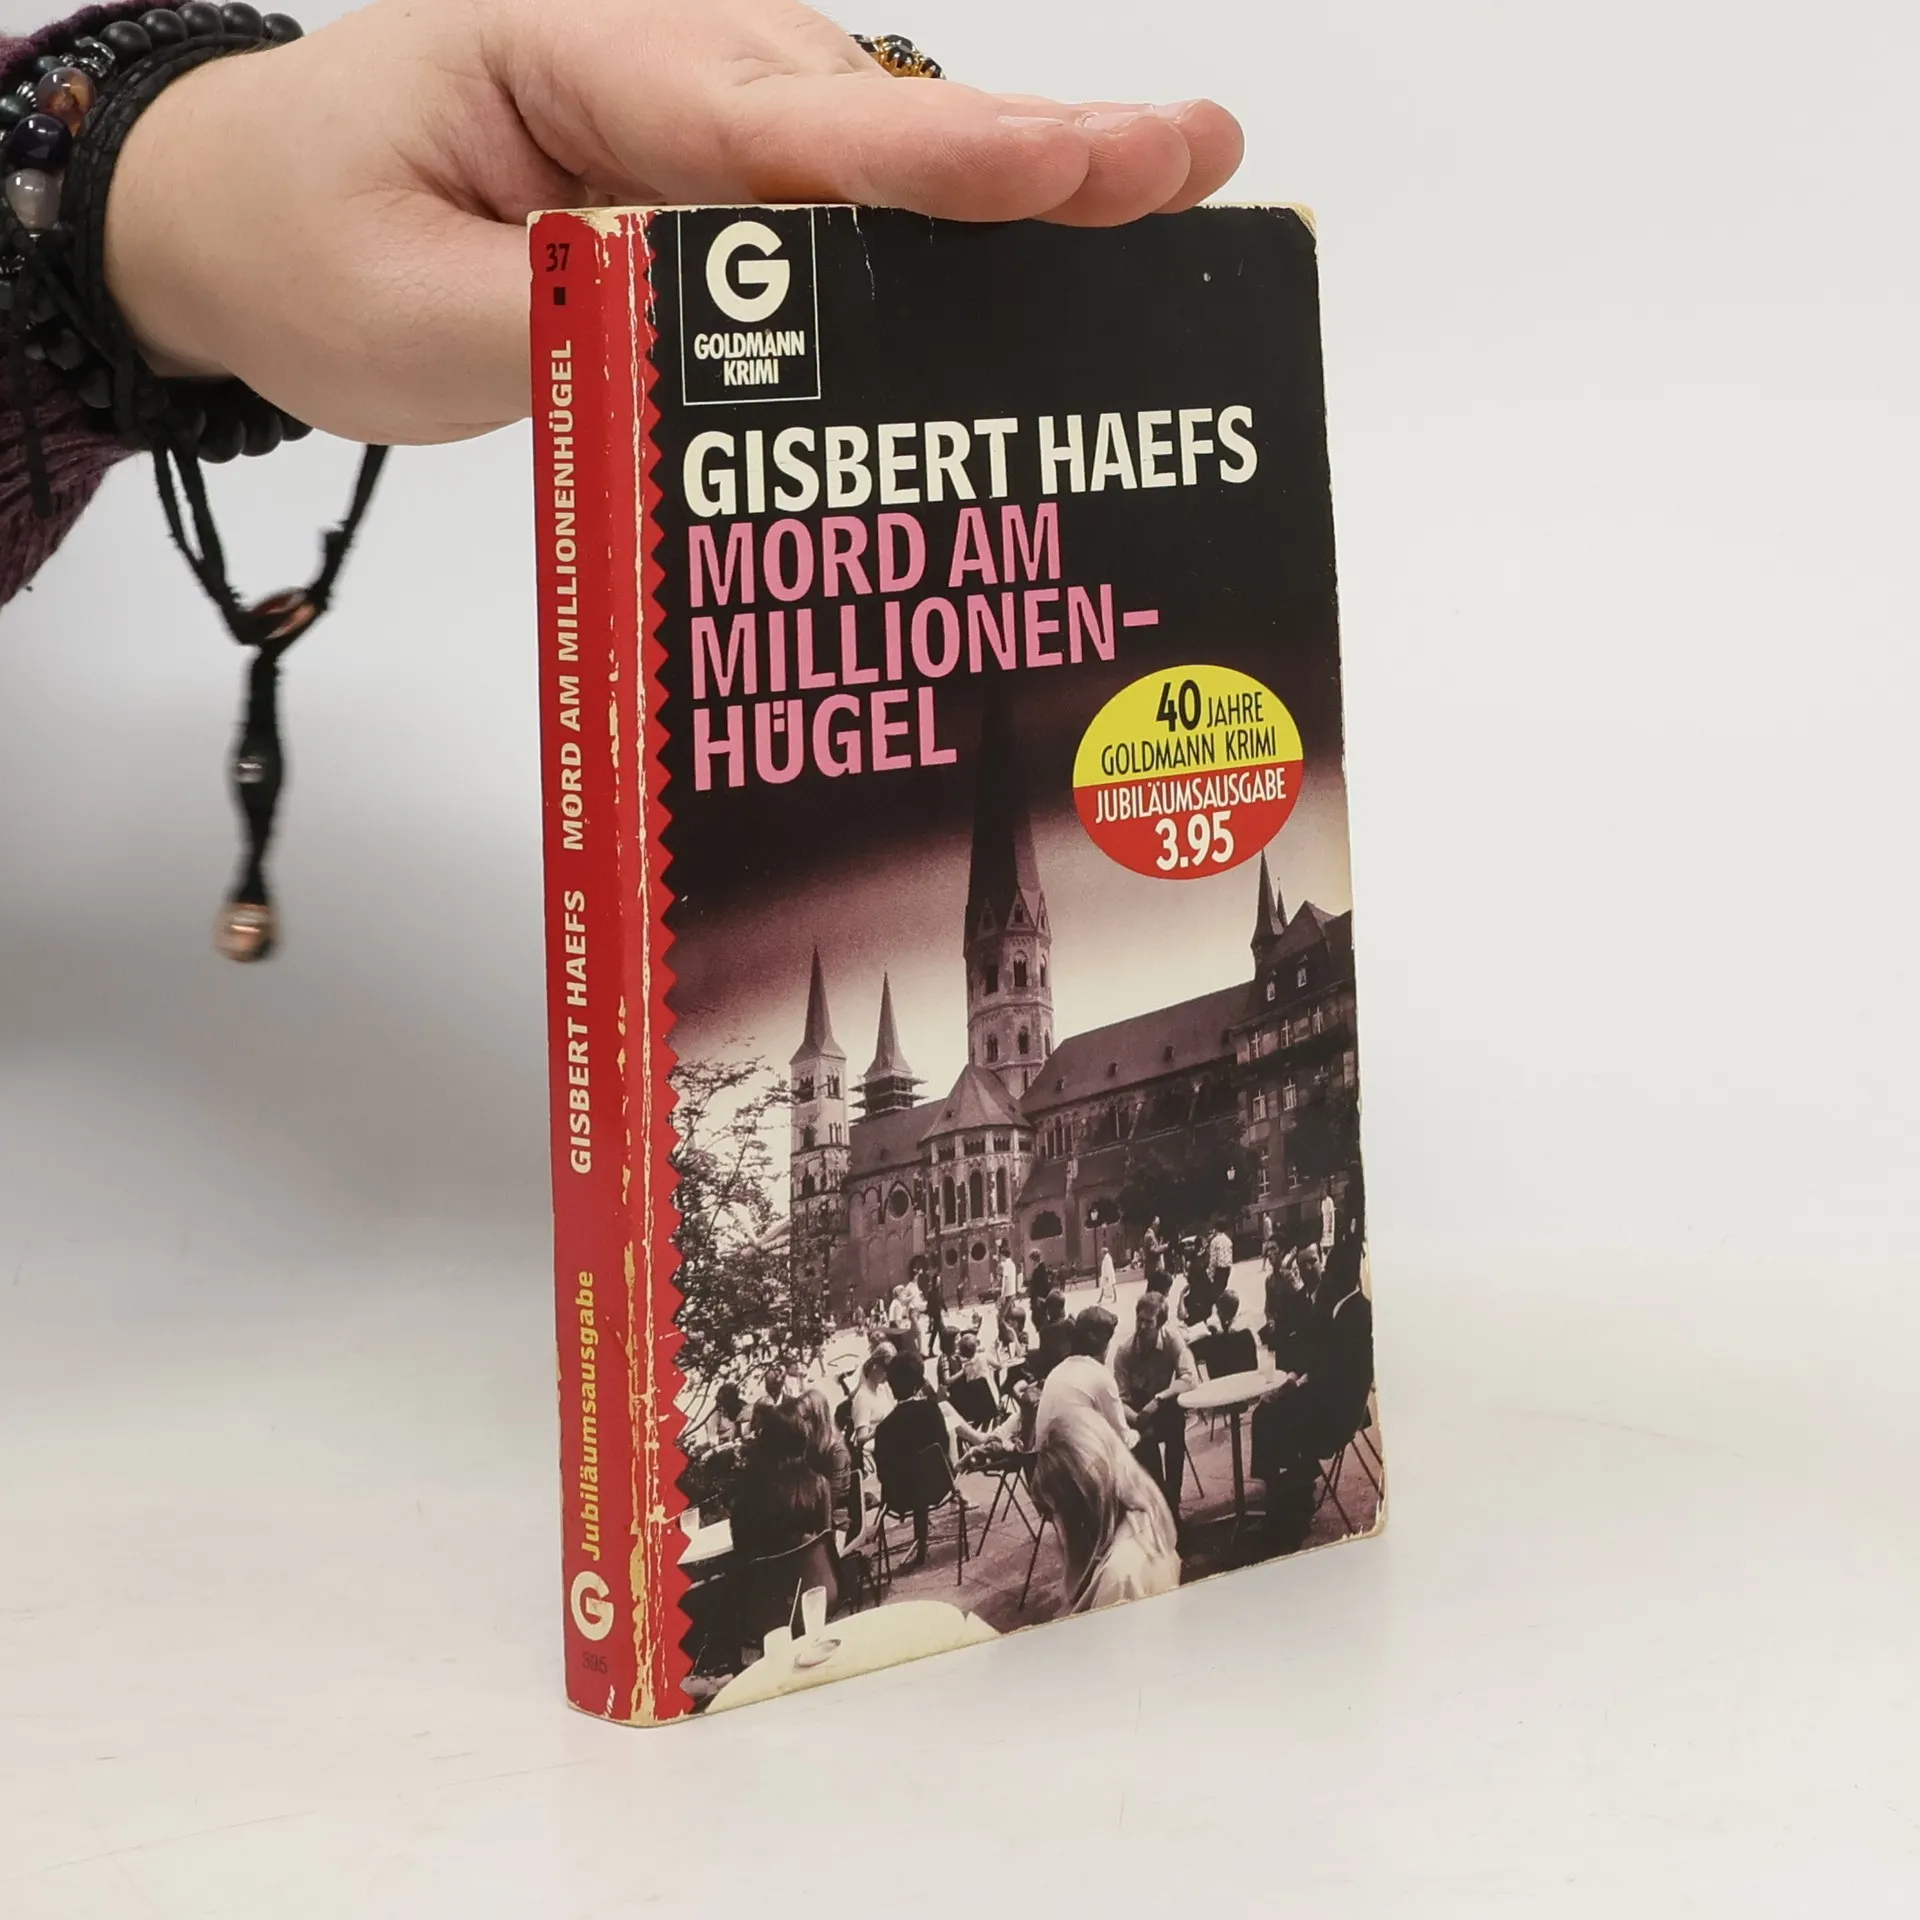 37
GISBERT HAEFS MORD AM MILLIONENHÜGEL
Jubiläumsausgabe
G
G
GOLDMANN
KRIMI
GISBERT HAEFS
MORD AM
MILLIONEN-
HÜGEL
40 JAHRE
GOLDMANN KRIMI
JUBILÄUMSAUSGABE
3.95